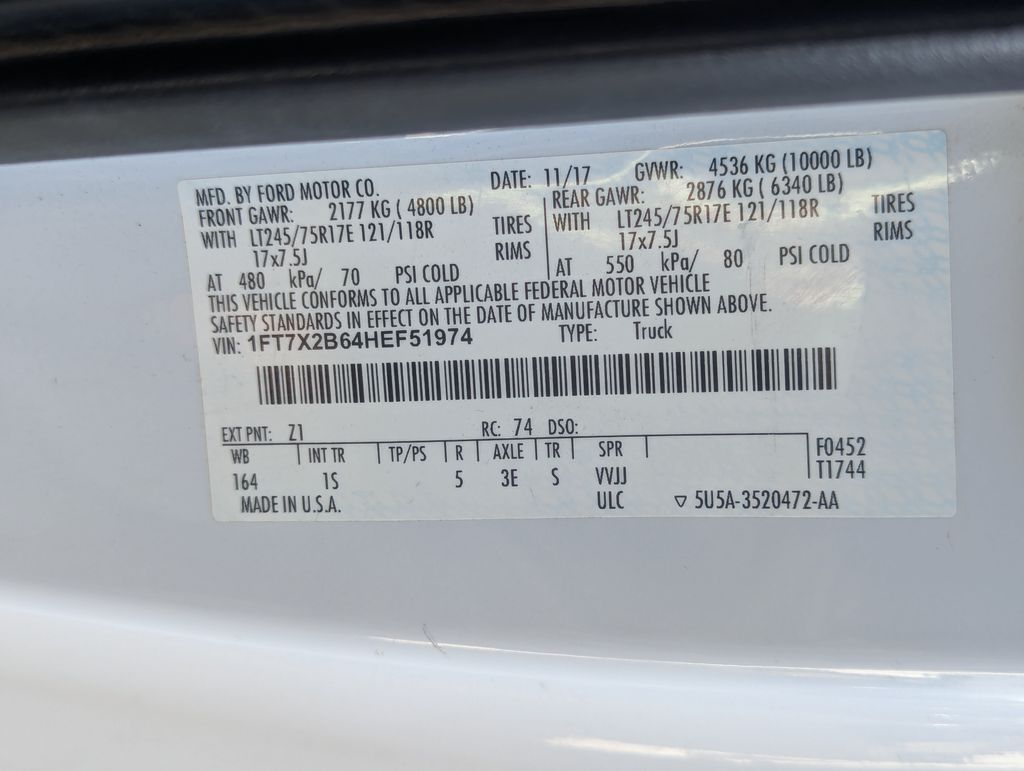 MFD. BY FORD MOTOR CO. DATE: 11/17 GVWR: 4536 KG (10000 LB)
FRONT GAWR: 2177 KG ( 4800 LB) REAR GAWR: 2876 KG ( 6340 LB)
WITH LT245/75R17E 121/118R TIRES WITH LT245/75R17E 121/118R TIRES
17x7.5J RIMS 17x7.5J RIMS
AT 480 kPa/ 70 PSI COLD AT 550 kPa/ 80 PSI COLD
THIS VEHICLE CONFORMS TO ALL APPLICABLE FEDERAL MOTOR VEHICLE
SAFETY STANDARDS IN EFFECT ON THE DATE OF MANUFACTURE SHOWN ABOVE.
VIN: 1FT7X2B64HEF51974 TYPE: Truck
EXT PNT: Z1 RC: 74 DSO:
WB INT TR TP/PS R AXLE TR SPR F0452
164 1S 5 3E S VVJJ T1744
MADE IN U.S.A. ULC ▽ 5U5A-3520472-AA